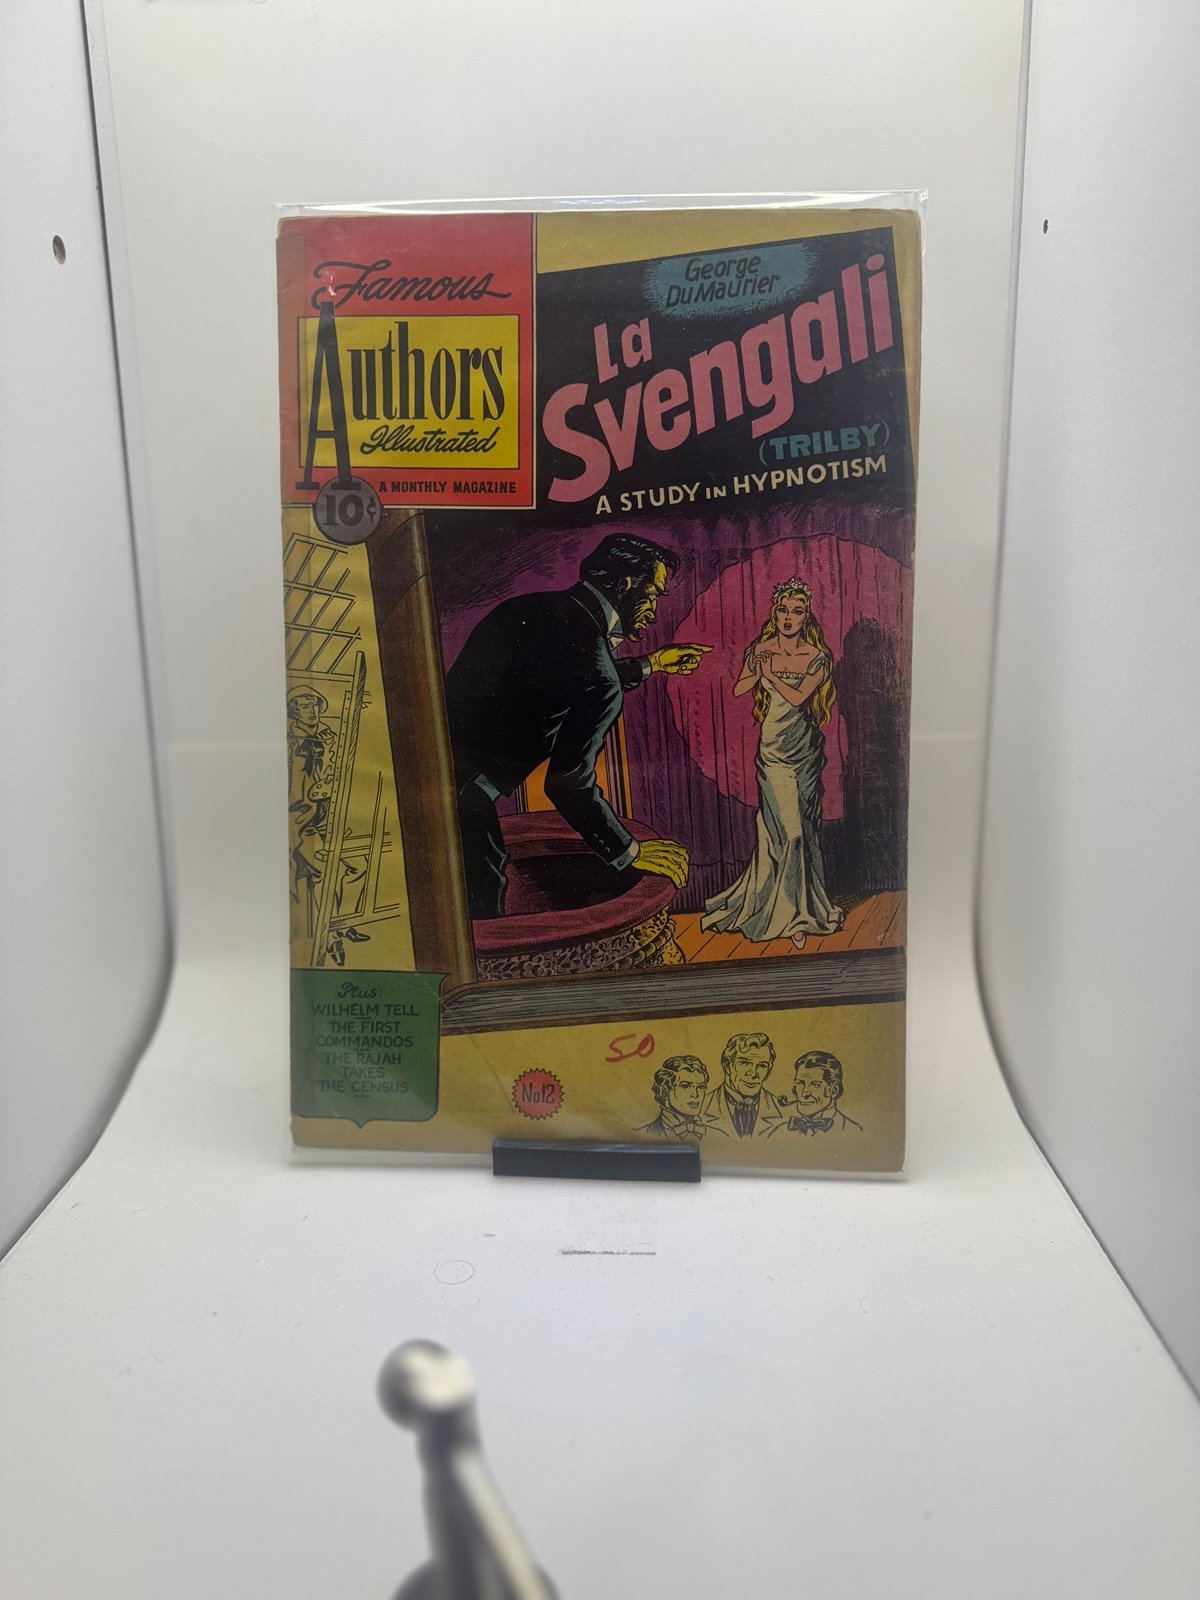 Famous
Authors
Illustrated
A MONTHLY MAGAZINE
10¢
George
DuMaurier
La
Svengali
(TRILBY)
A STUDY IN HYPNOTISM
Plus:
WILHELM TELL
THE FIRST
COMMANDOS
THE RAJAH
TAKES
THE CENSUS
No12
50